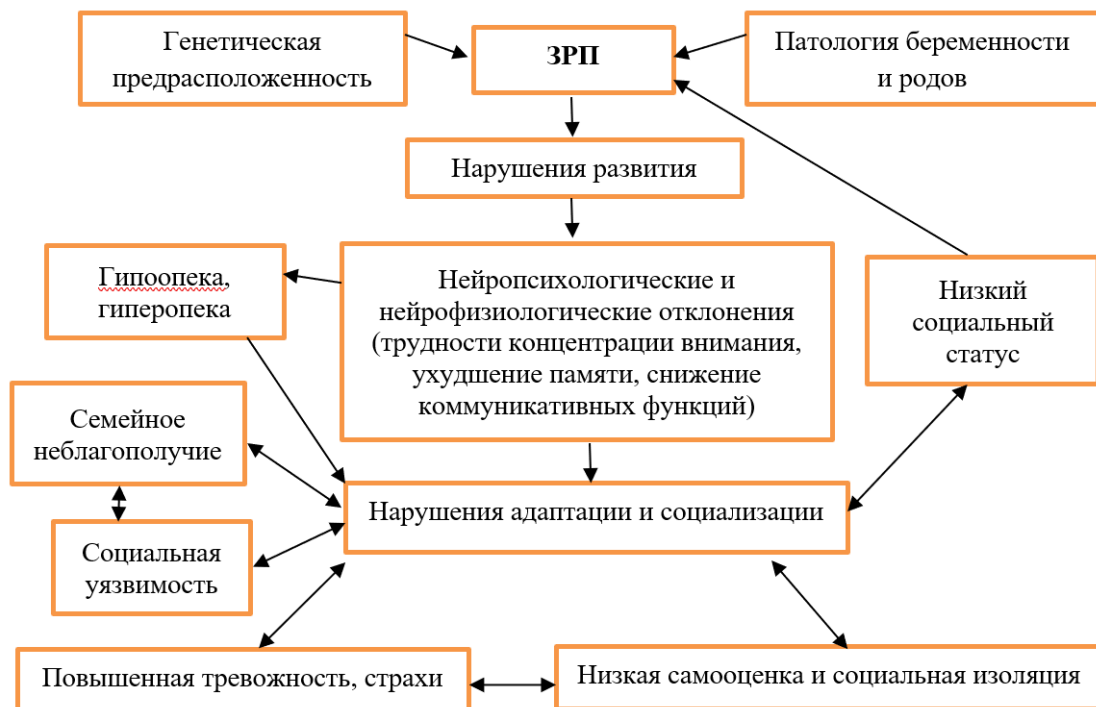 Генетическая
предрасположенность
ЗРП
Патология беременности
и родов
Нарушения развития
Гипоопека,
гиперопека
Нейропсихологические и
нейрофизиологические отклонения
(трудности концентрации внимания,
ухудшение памяти, снижение
коммуникативных функций)
Низкий
социальный
статус
Семейное
неблагополучие
Нарушения адаптации и социализации
Социальная
уязвимость
Повышенная тревожность, страхи
Низкая самооценка и социальная изоляция